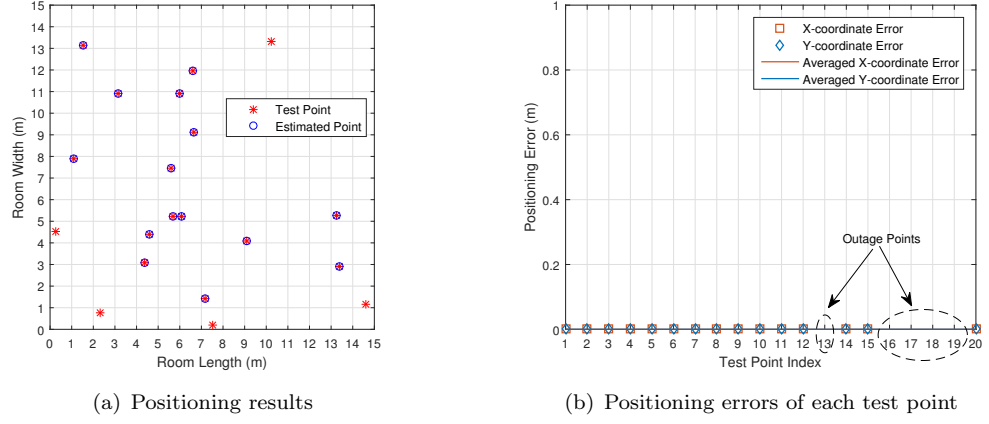 15
14
13
12
11
10
9
8
7
6
5
4
3
2
1
0
Room Width (m)
Test Point
Estimated Point
0 1 2 3 4 5 6 7 8 9 10 11 12 13 14 15
Room Length (m)
(a) Positioning results
1
0.8
0.6
0.4
0.2
0
Positioning Error (m)
X-coordinate Error
Y-coordinate Error
Averaged X-coordinate Error
Averaged Y-coordinate Error
Outage Points
1 2 3 4 5 6 7 8 9 10 11 12 13 14 15 16 17 18 19 20
Test Point Index
(b) Positioning errors of each test point